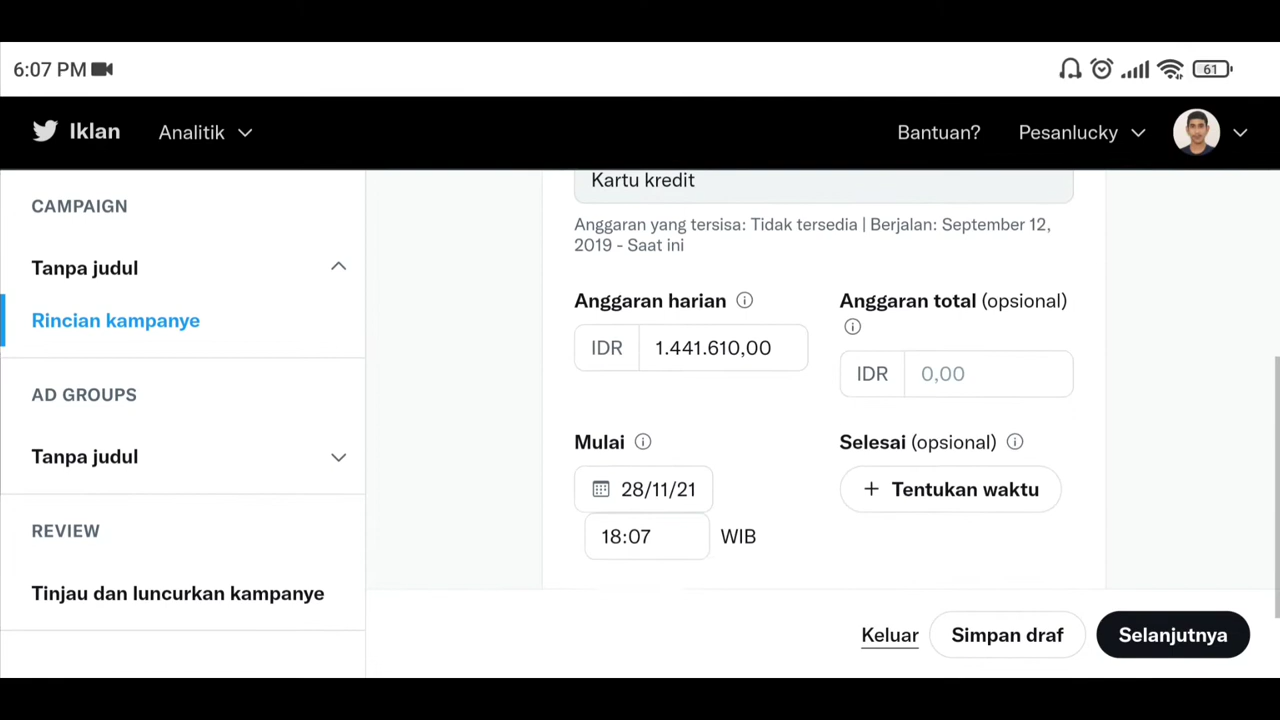 6:07 PM
61
Iklan
Analitik
Bantuan?
Pesanlucky
CAMPAIGN
Tanpa judul
Rincian kampanye
AD GROUPS
Tanpa judul
REVIEW
Tinjau dan luncurkan kampanye
Kartu kredit
Anggaran yang tersisa: Tidak tersedia | Berjalan: September 12,
2019 - Saat ini
Anggaran harian
IDR 1.441.610,00
Anggaran total (opsional)
IDR 0,00
Mulai
28/11/21
18:07 WIB
Selesai (opsional)
+ Tentukan waktu
Keluar
Simpan draf
Selanjutnya